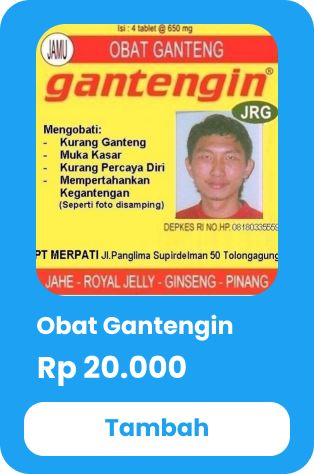 Isi : 4 tablet @ 650 mg
JAMU
OBAT GANTENG
gantengin®
JRG
Mengobati:
- Kurang Ganteng
- Muka Kasar
- Kurang Percaya Diri
- Mempertahankan
Kegantengan
(Seperti foto disamping)
DEPKES RI NO.HP. 08180335559
PT MERPATI Jl.Panglima Supirdelman 50 Tolongagung
JAHE - ROYAL JELLY - GINSENG - PINANG
Obat Gantengin
Rp 20.000
Tambah